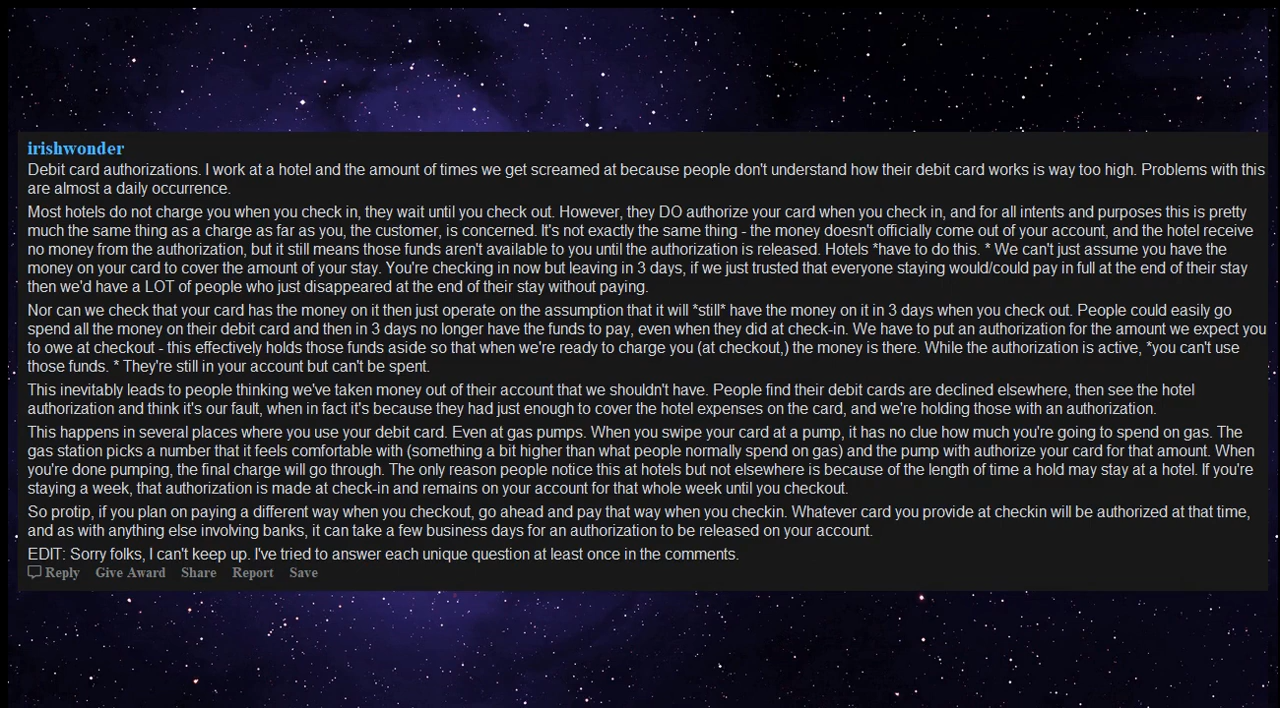 irishwonder
Debit card authorizations. I work at a hotel and the amount of times we get screamed at because people don't understand how their debit card works is way too high. Problems with this
are almost a daily occurrence.
Most hotels do not charge you when you check in, they wait until you check out. However, they DO authorize your card when you check in, and for all intents and purposes this is pretty
much the same thing as a charge as far as you, the customer, is concerned. It's not exactly the same thing - the money doesn't officially come out of your account, and the hotel receive
no money from the authorization, but it still means those funds aren't available to you until the authorization is released. Hotels *have to do this. * We can't just assume you have the
money on your card to cover the amount of your stay. You're checking in now but leaving in 3 days, if we just trusted that everyone staying would/could pay in full at the end of their stay
then we'd have a LOT of people who just disappeared at the end of their stay without paying.
Nor can we check that your card has the money on it then just operate on the assumption that it will *still* have the money on it in 3 days when you check out. People could easily go
spend all the money on their debit card and then in 3 days no longer have the funds to pay, even when they did at check-in. We have to put an authorization for the amount we expect you
to owe at checkout - this effectively holds those funds aside so that when we're ready to charge you (at checkout,) the money is there. While the authorization is active, *you can't use
those funds. * They're still in your account but can't be spent.
This inevitably leads to people thinking we've taken money out of their account that we shouldn't have. People find their debit cards are declined elsewhere, then see the hotel
authorization and think it's our fault, when in fact it's because they had just enough to cover the hotel expenses on the card, and we're holding those with an authorization.
This happens in several places where you use your debit card. Even at gas pumps. When you swipe your card at a pump, it has no clue how much you're going to spend on gas. The
gas station picks a number that it feels comfortable with (something a bit higher than what people normally spend on gas) and the pump with authorize your card for that amount. When
you're done pumping, the final charge will go through. The only reason people notice this at hotels but not elsewhere is because of the length of time a hold may stay at a hotel. If you're
staying a week, that authorization is made at check-in and remains on your account for that whole week until you checkout.
So protip, if you plan on paying a different way when you checkout, go ahead and pay that way when you checkin. Whatever card you provide at checkin will be authorized at that time,
and as with anything else involving banks, it can take a few business days for an authorization to be released on your account.
EDIT: Sorry folks, I can't keep up. I've tried to answer each unique question at least once in the comments.
Reply Give Award Share Report Save